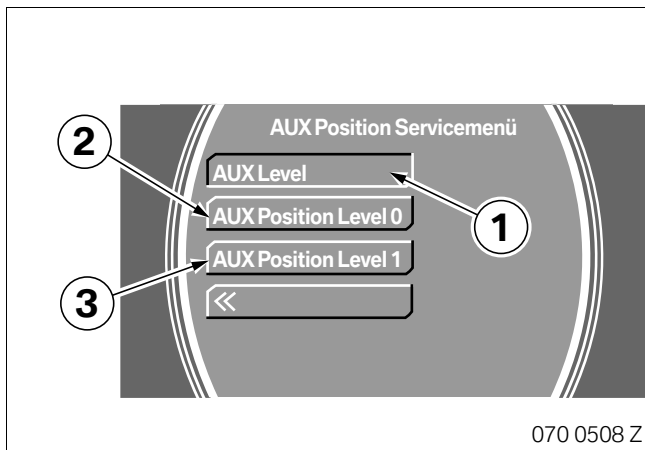 AUX Position Servicemenü
2
AUX Level
AUX Position Level 0
1
AUX Position Level 1
3
<<
070 0508 Z